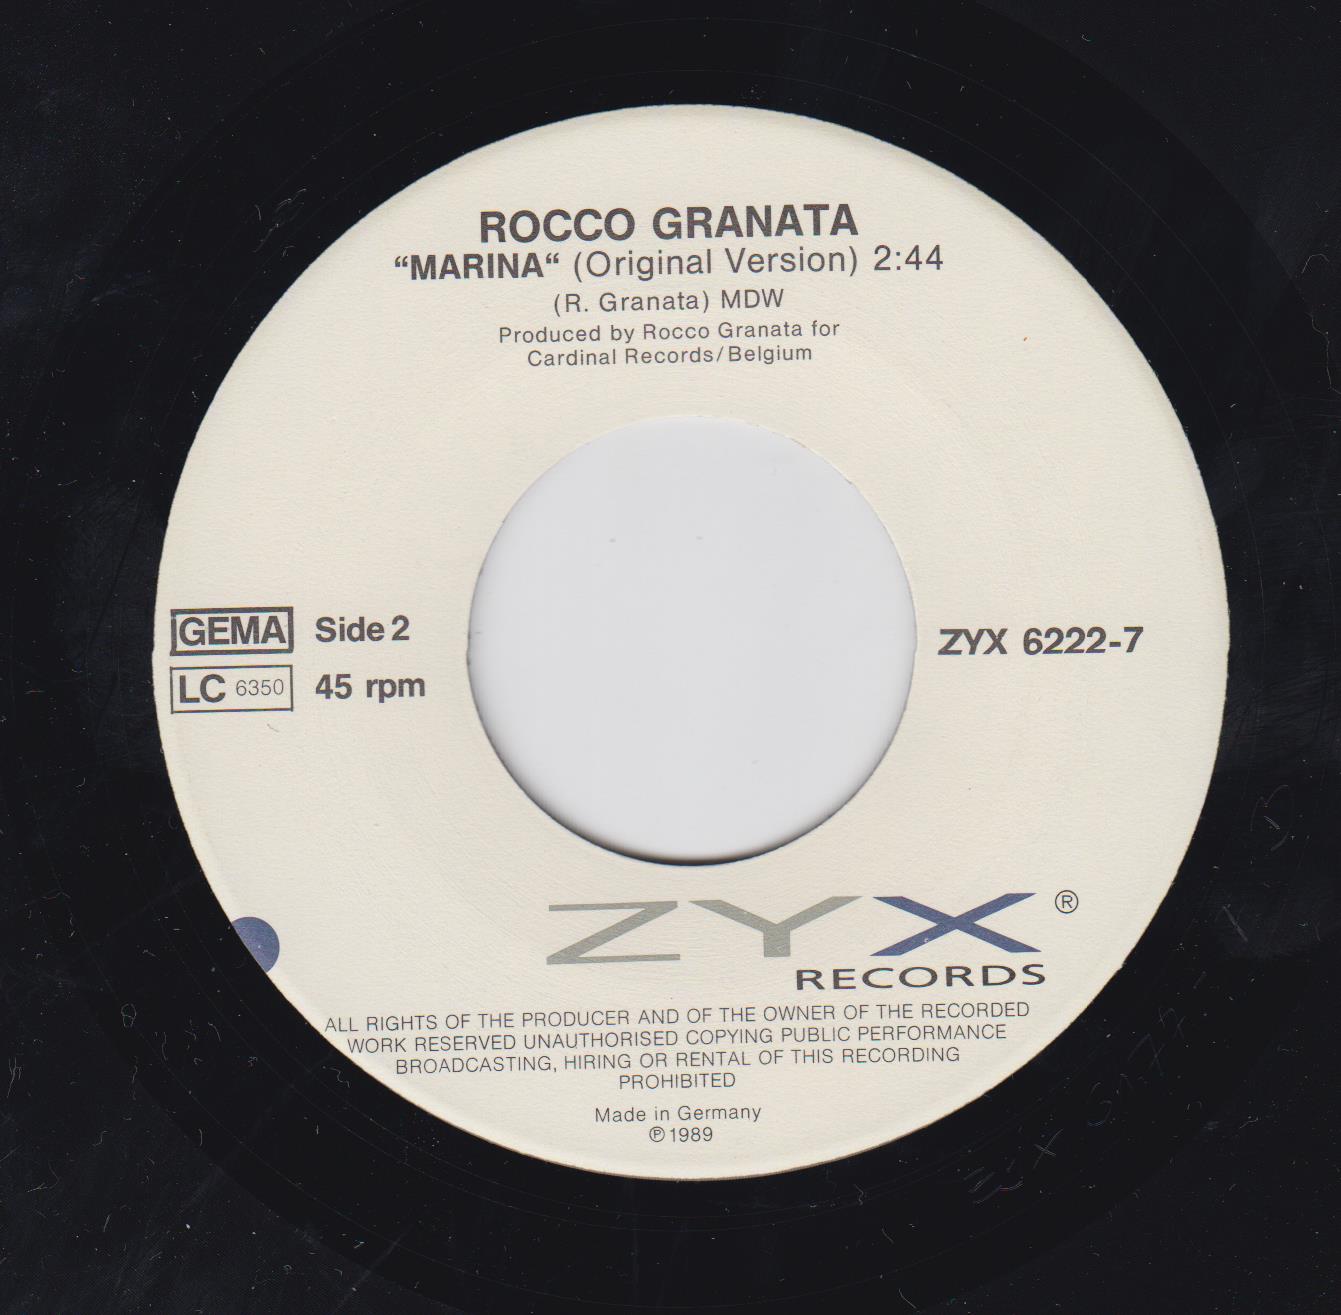 ROCCO GRANATA
“MARINA“ (Original Version) 2:44
(R. Granata) MDW
Produced by Rocco Granata for
Cardinal Records/Belgium
GEMA Side 2
LC 6350 45 rpm
ZYX 6222-7
ZYX ®
RECORDS
ALL RIGHTS OF THE PRODUCER AND OF THE OWNER OF THE RECORDED
WORK RESERVED UNAUTHORISED COPYING PUBLIC PERFORMANCE
BROADCASTING, HIRING OR RENTAL OF THIS RECORDING
PROHIBITED
Made in Germany
℗1989